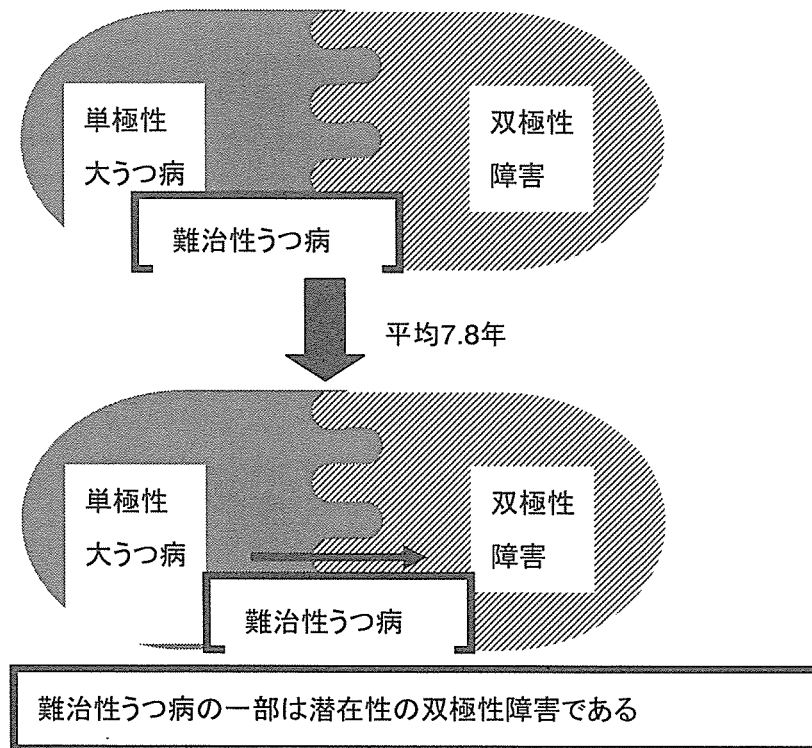 単極性
大うつ病
双極性
障害
難治性うつ病
平均7.8年
単極性
大うつ病
双極性
障害
難治性うつ病
難治性うつ病の一部は潜在性の双極性障害である